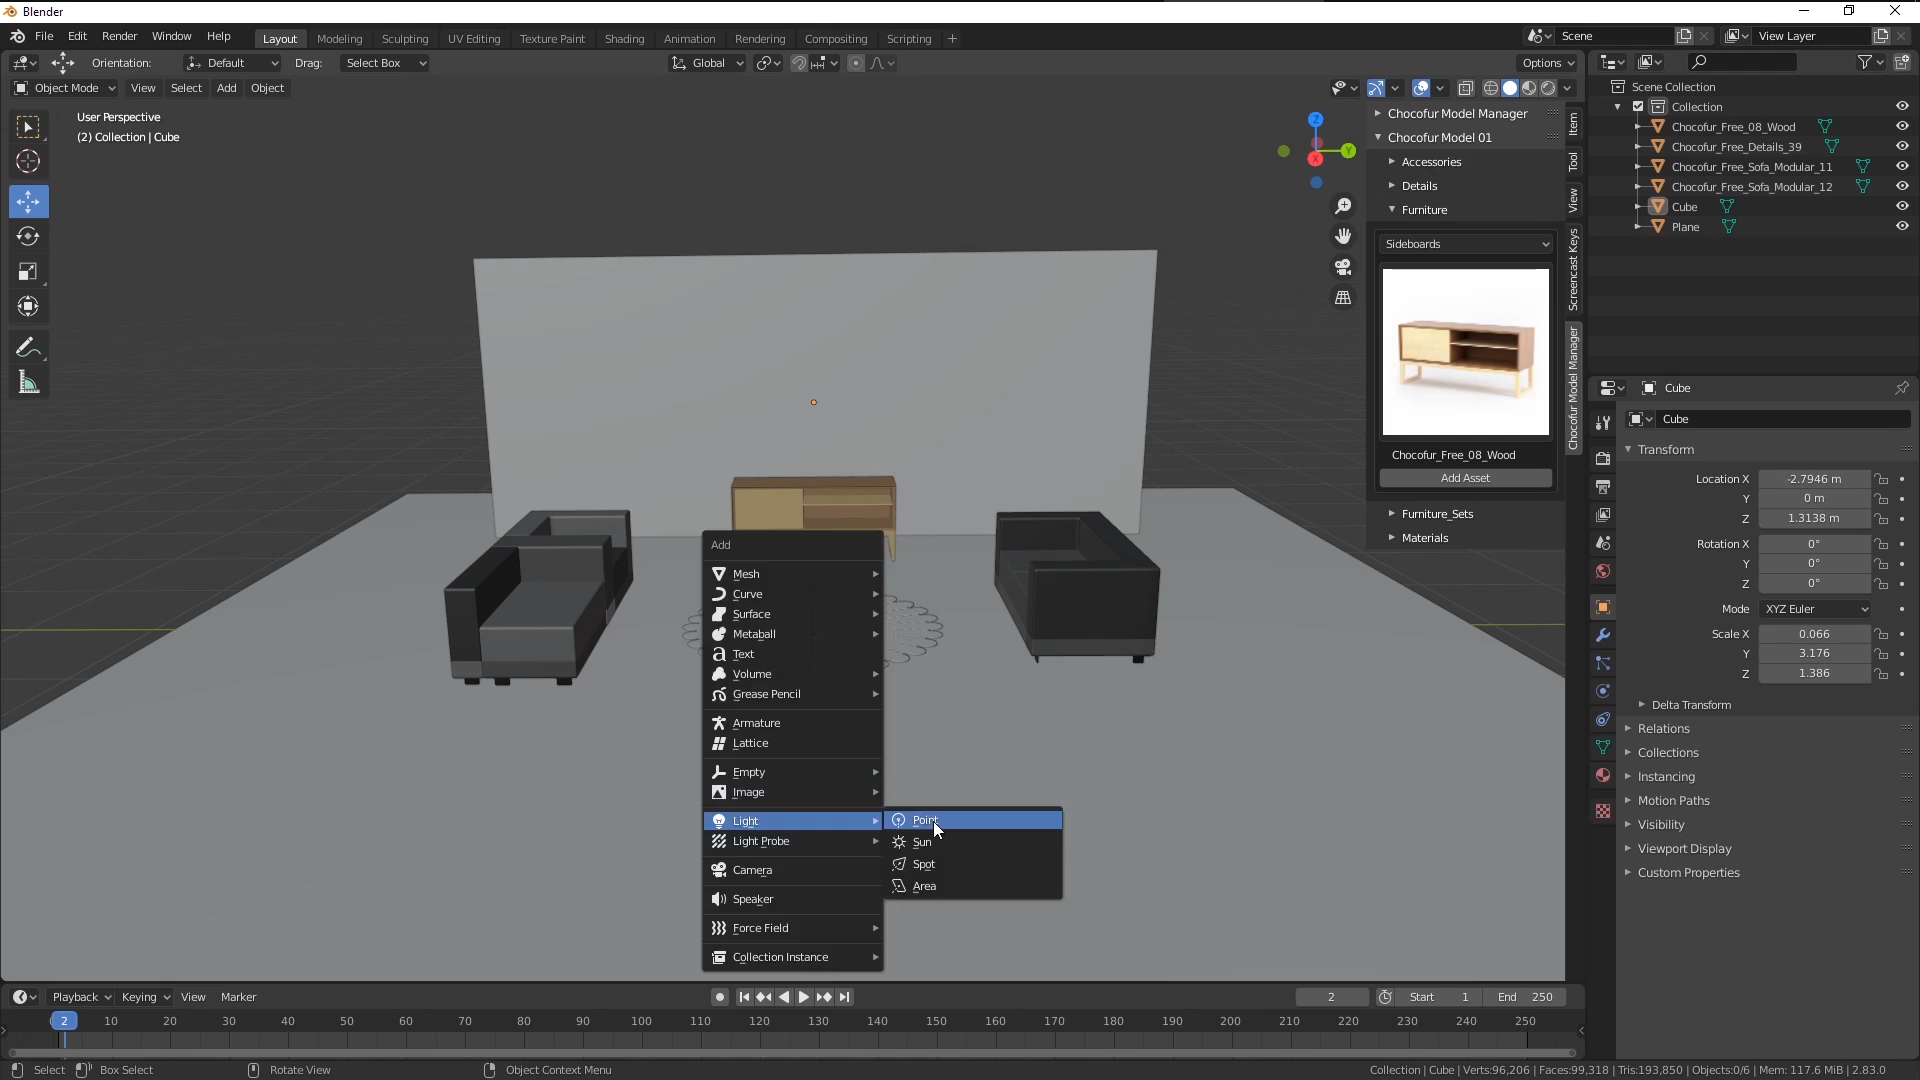 Blender
File Edit Render Window Help
Layout Modeling Sculpting UV Editing Texture Paint Shading Animation Rendering Compositing Scripting +
Scene
View Layer
Orientation: Default Drag: Select Box
Global
Options
Object Mode View Select Add Object
User Perspective
(2) Collection | Cube
Z
Y
X
Chocofur Model Manager
Chocofur Model 01
Accessories
Details
Furniture
Sideboards
Chocofur_Free_08_Wood
Add Asset
Furniture_Sets
Materials
Item
Tool
View
Screencast Keys
Chocofur Model Manager
Scene Collection
Collection
Chocofur_Free_08_Wood
Chocofur_Free_Details_39
Chocofur_Free_Sofa_Modular_11
Chocofur_Free_Sofa_Modular_12
Cube
Plane
Cube
Cube
Transform
Location X -2.7946 m
Y 0 m
Z 1.3138 m
Rotation X 0°
Y 0°
Z 0°
Mode XYZ Euler
Scale X 0.066
Y 3.176
Z 1.386
Delta Transform
Relations
Collections
Instancing
Motion Paths
Visibility
Viewport Display
Custom Properties
Add
Mesh
Curve
Surface
Metaball
Text
Volume
Grease Pencil
Armature
Lattice
Empty
Image
Light
Light Probe
Camera
Speaker
Force Field
Collection Instance
Point
Sun
Spot
Area
Playback Keying View Marker
2 Start 1 End 250
2 10 20 30 40 50 60 70 80 90 100 110 120 130 140 150 160 170 180 190 200 210 220 230 240 250
Select Box Select Rotate View Object Context Menu
Collection | Cube | Verts:96,206 | Faces:99,318 | Tris:193,850 | Objects:0/6 | Mem: 117.6 MiB | 2.83.0